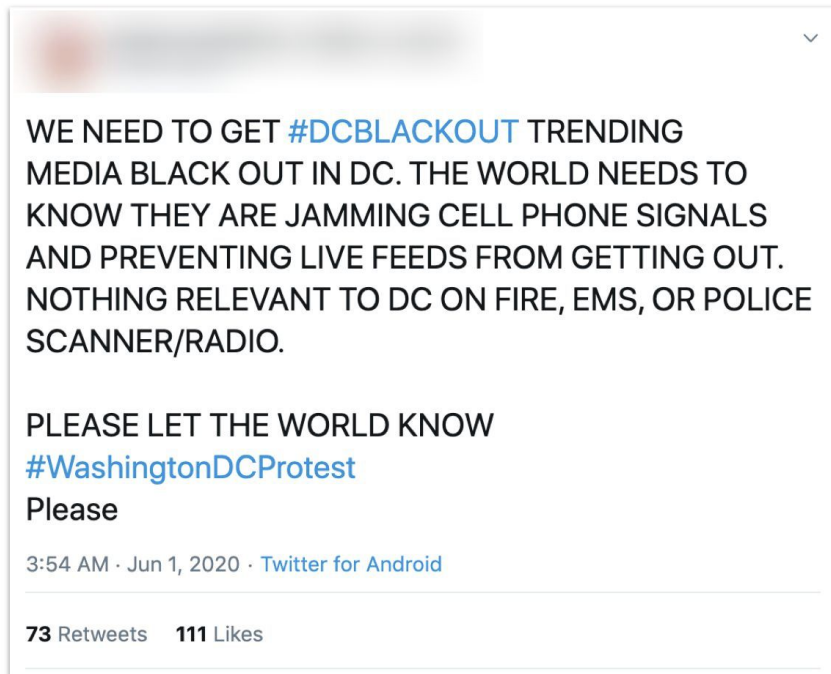 WE NEED TO GET #DCBLACKOUT TRENDING
MEDIA BLACK OUT IN DC. THE WORLD NEEDS TO
KNOW THEY ARE JAMMING CELL PHONE SIGNALS
AND PREVENTING LIVE FEEDS FROM GETTING OUT.
NOTHING RELEVANT TO DC ON FIRE, EMS, OR POLICE
SCANNER/RADIO.
PLEASE LET THE WORLD KNOW
#WashingtonDCProtest
Please
3:54 AM · Jun 1, 2020 · Twitter for Android
73 Retweets 111 Likes